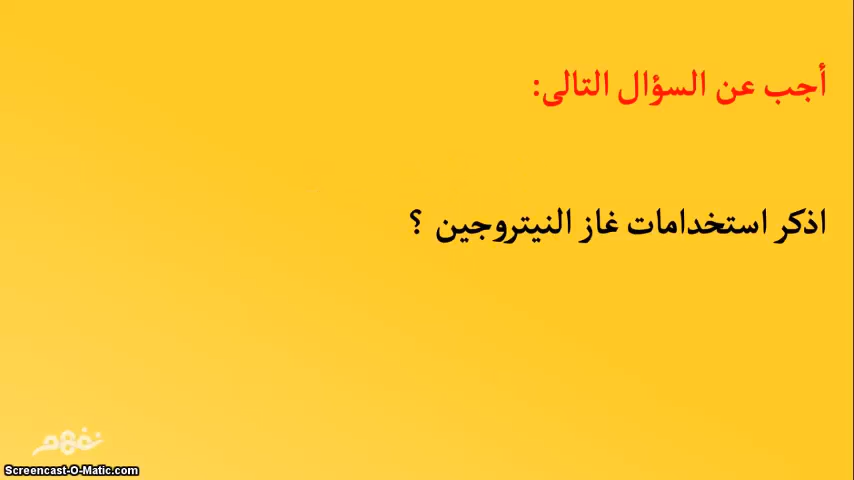 أجب عن السؤال التالى:
اذكر استخدامات غاز النيتروجين ؟
نفهم
Screencast-O-Matic.com